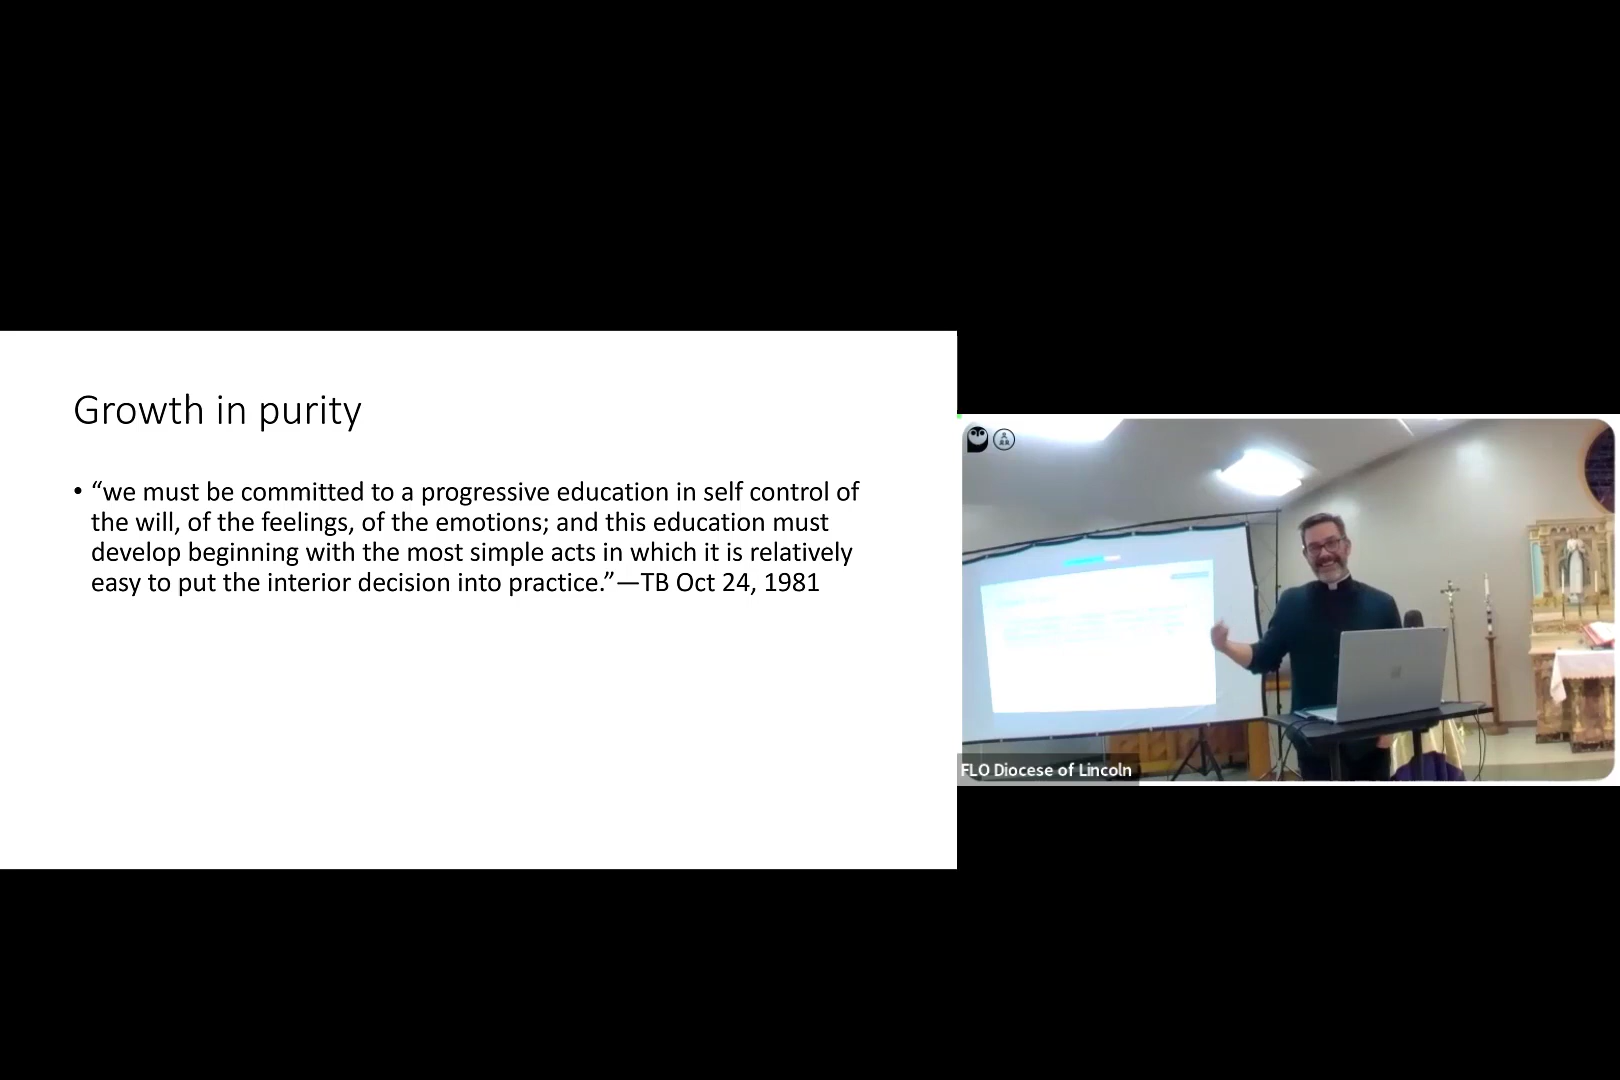 Growth in purity
• “we must be committed to a progressive education in self control of
the will, of the feelings, of the emotions; and this education must
develop beginning with the most simple acts in which it is relatively
easy to put the interior decision into practice.”—TB Oct 24, 1981
FLO Diocese of Lincoln